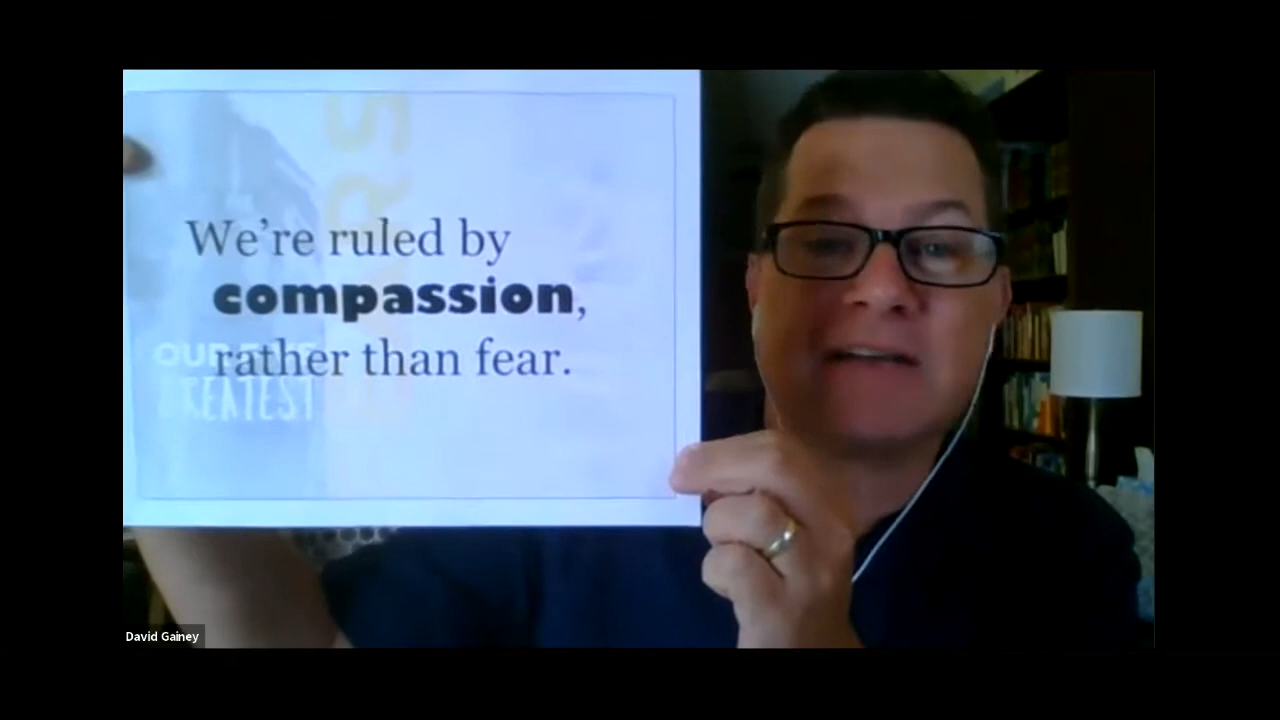 We're ruled by
compassion,
rather than fear.
David Gainey